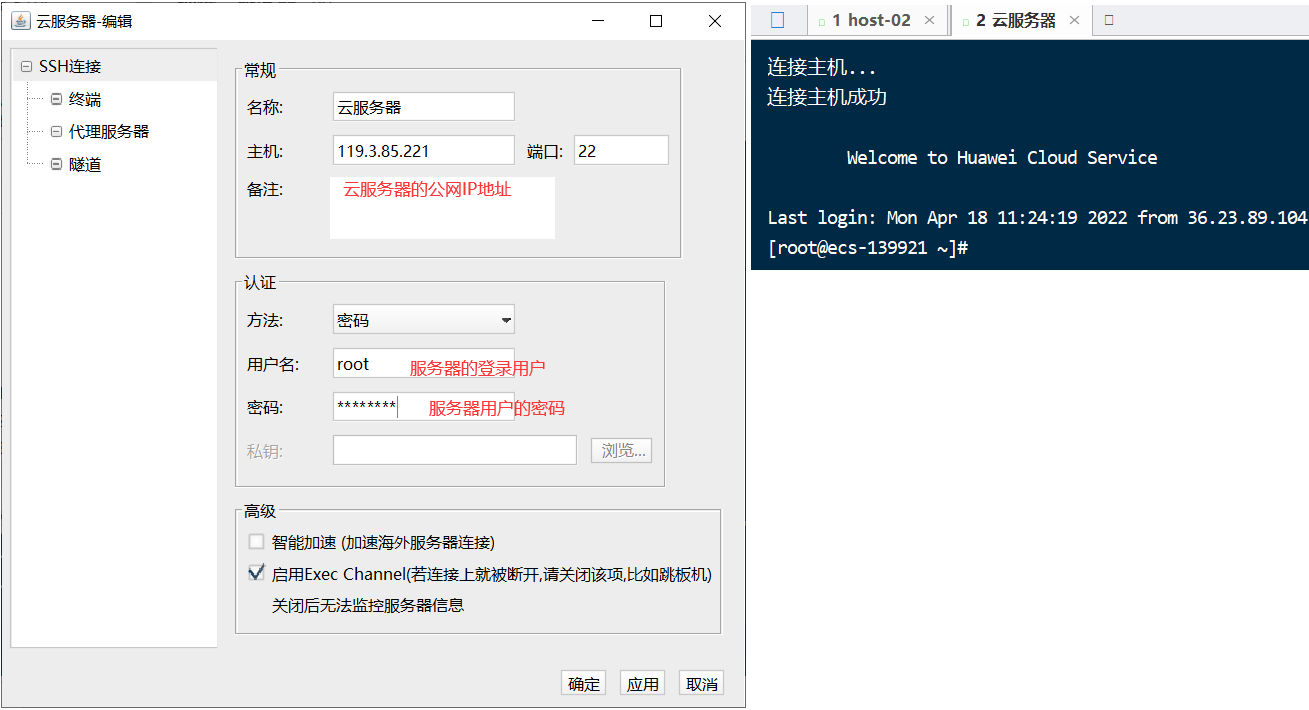 云服务器-编辑
SSH连接
终端
代理服务器
隧道
常规
名称: 云服务器
主机: 119.3.85.221 端口: 22
备注: 云服务器的公网IP地址
认证
方法: 密码
用户名: root 服务器的登录用户
密码: ******** 服务器用户的密码
私钥: 浏览...
高级
智能加速 (加速海外服务器连接)
启用Exec Channel(若连接上就被断开,请关闭该项,比如跳板机)
关闭后无法监控服务器信息
确定 应用 取消
1 host-02 × 2 云服务器 ×
连接主机...
连接主机成功
Welcome to Huawei Cloud Service
Last login: Mon Apr 18 11:24:19 2022 from 36.23.89.104
[root@ecs-139921 ~]#